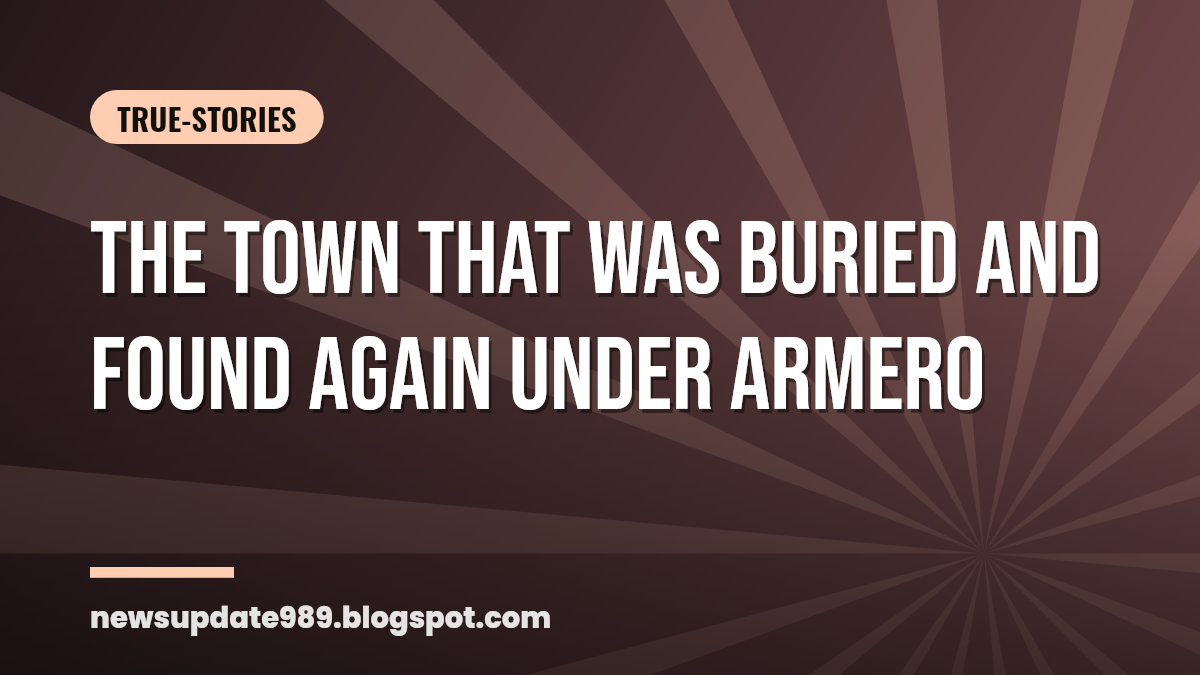 TRUE-STORIES
THE TOWN THAT WAS BURIED AND
FOUND AGAIN UNDER ARMERO
newsupdate989.blogspot.com